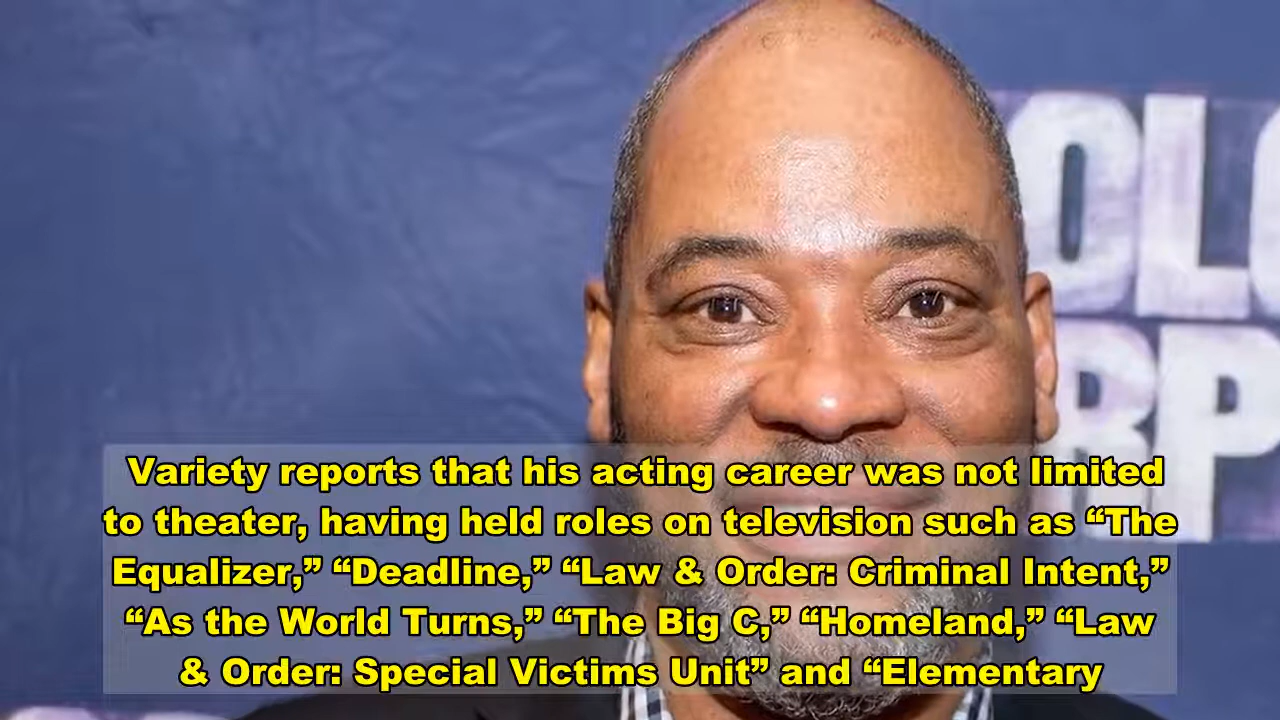 OLO
RP
Variety reports that his acting career was not limited
to theater, having held roles on television such as “The
Equalizer,” “Deadline,” “Law & Order: Criminal Intent,”
“As the World Turns,” “The Big C,” “Homeland,” “Law
& Order: Special Victims Unit” and “Elementary